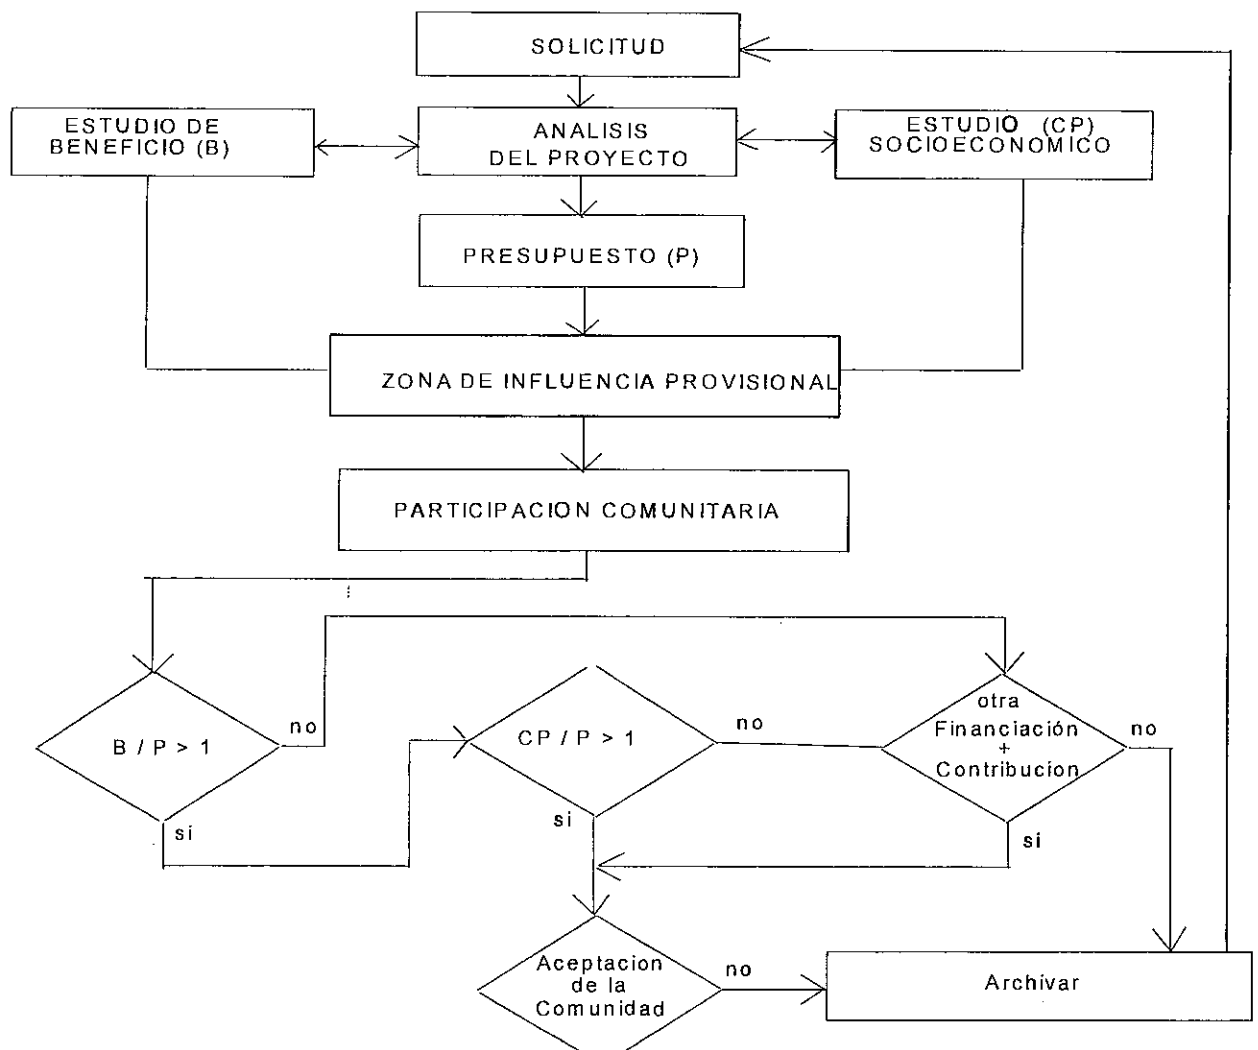 SOLICITUD
ESTUDIO DE
BENEFICIO (B)
ANALISIS
DEL PROYECTO
ESTUDIO (CP)
SOCIOECONOMICO
PRESUPUESTO (P)
ZONA DE INFLUENCIA PROVISIONAL
PARTICIPACION COMUNITARIA
B / P > 1
no
si
CP / P > 1
no
si
otra
Financiación
+
Contribucion
no
si
Aceptacion
de la
Comunidad
no
Archivar